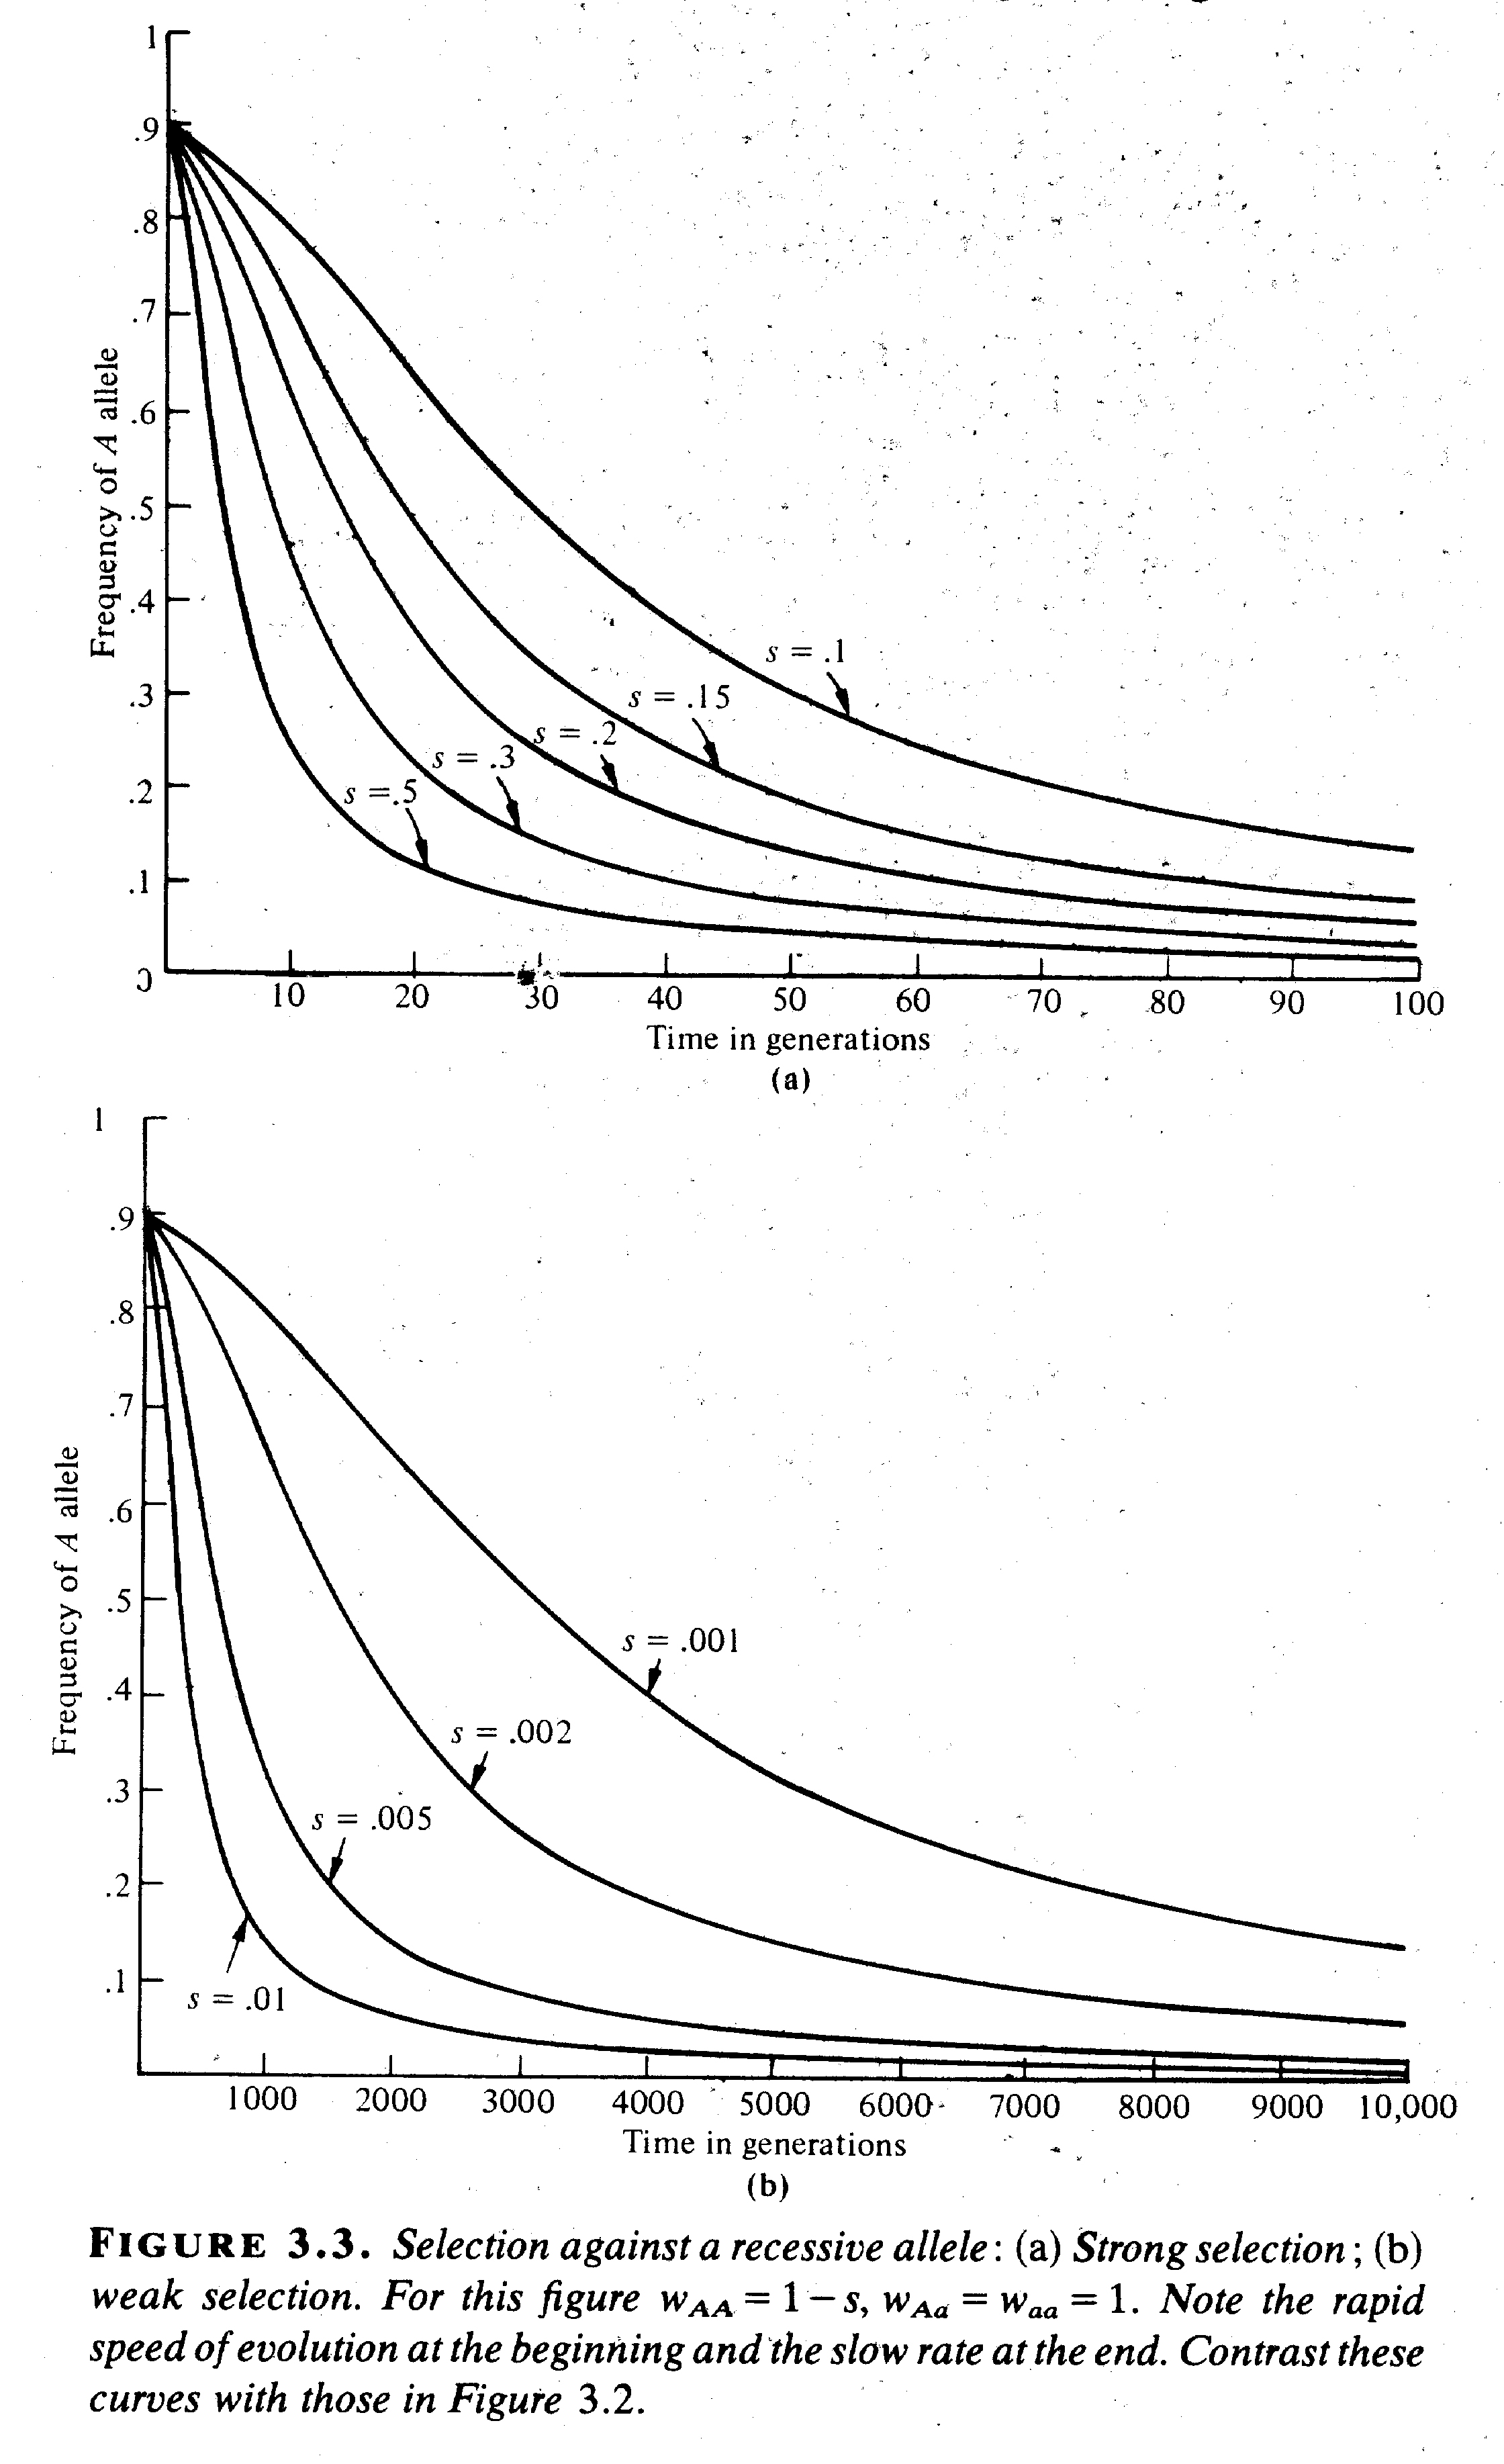 1
.9
.8
.7
.6
.5
.4
.3
.2
.1
0
Frequency of A allele
s = .1
s = .15
s = .2
s = .3
s =.5
10 20 30 40 50 60 70 80 90 100
Time in generations
(a)
1
.9
.8
.7
.6
.5
.4
.3
.2
.1
Frequency of A allele
s = .001
s = .002
s = .005
s = .01
1000 2000 3000 4000 5000 6000 7000 8000 9000 10,000
Time in generations
(b)
FIGURE 3.3. Selection against a recessive allele: (a) Strong selection; (b)
weak selection. For this figure wAA = 1 − s, wAa = waa = 1. Note the rapid
speed of evolution at the beginning and the slow rate at the end. Contrast these
curves with those in Figure 3.2.